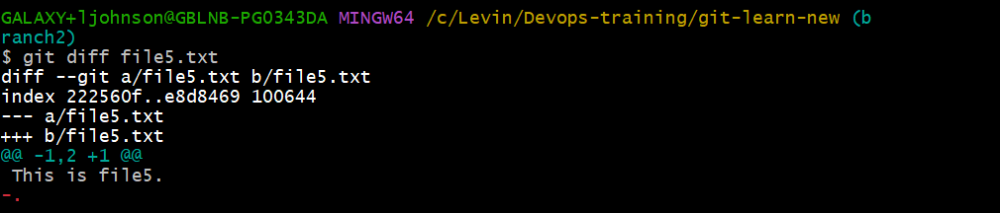 GALAXY+ljohnson@GBLNB-PGO343DA MINGW64 /c/Levin/Devops-training/git-learn-new (b
ranch2)
$ git diff file5.txt
diff --git a/file5.txt b/file5.txt
index 222560f..e8d8469 100644
--- a/file5.txt
+++ b/file5.txt
@@ -1,2 +1 @@
 This is file5.
-.